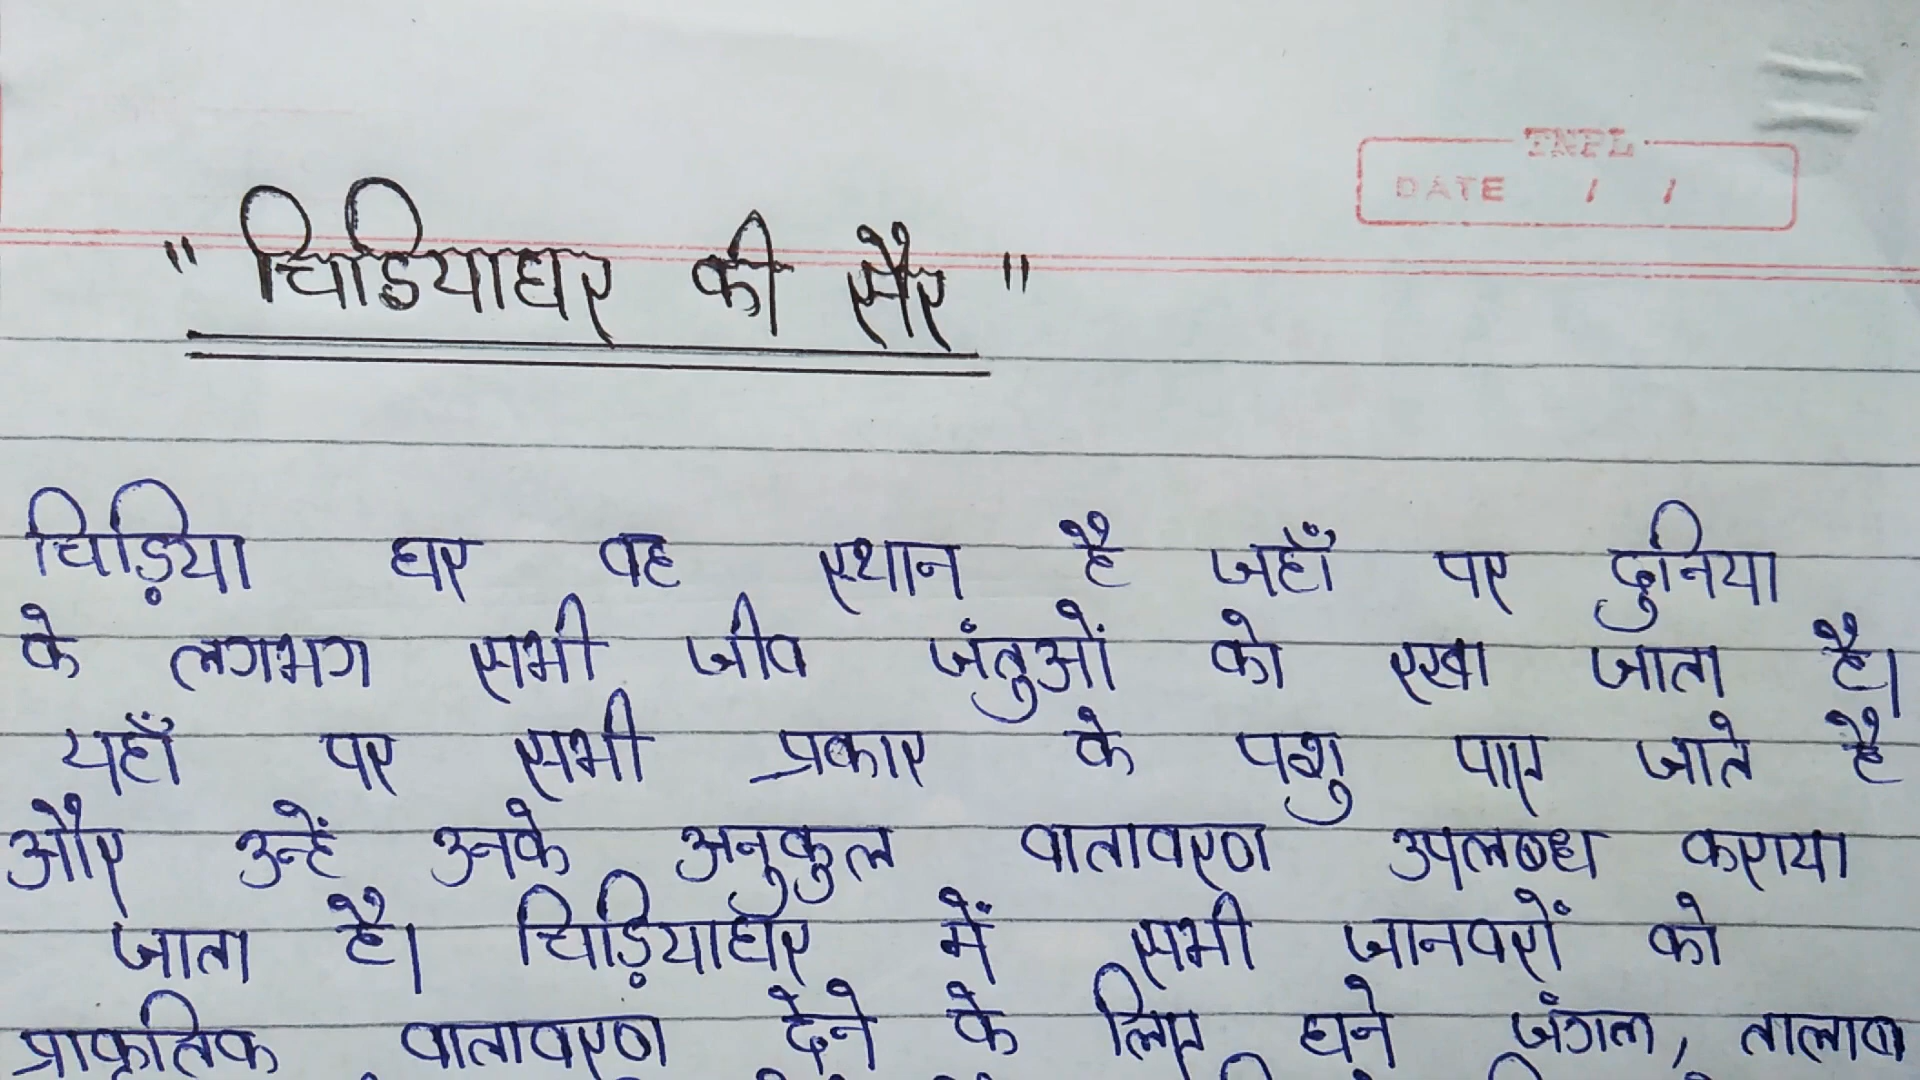 TNPL
DATE / /
" चिडियाघर की सैर "
चिड़िया घर वह स्थान है जहाँ पर दुनिया
के लगभग सभी जीव जंतुओं को रखा जाता है।
यहाँ पर सभी प्रकार के पशु पाए जाते है
और उन्हें उनके अनुकुल वातावरण उपलब्ध कराया
जाता है। चिड़ियाघर में सभी जानवरों को
प्राकृतिक वातावरण देने के लिए घने जंगल, तालाब